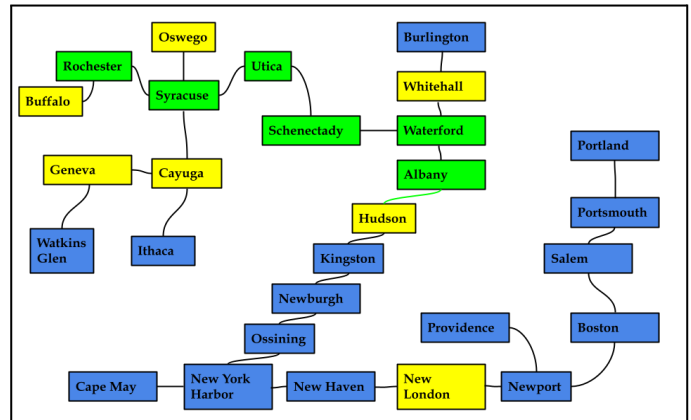 Oswego
Burlington
Rochester
Utica
Whitehall
Buffalo
Syracuse
Schenectady
Waterford
Portland
Geneva
Cayuga
Albany
Hudson
Portsmouth
Watkins
Glen
Ithaca
Kingston
Salem
Newburgh
Ossining
Providence
Boston
Cape May
New York
Harbor
New Haven
New
London
Newport